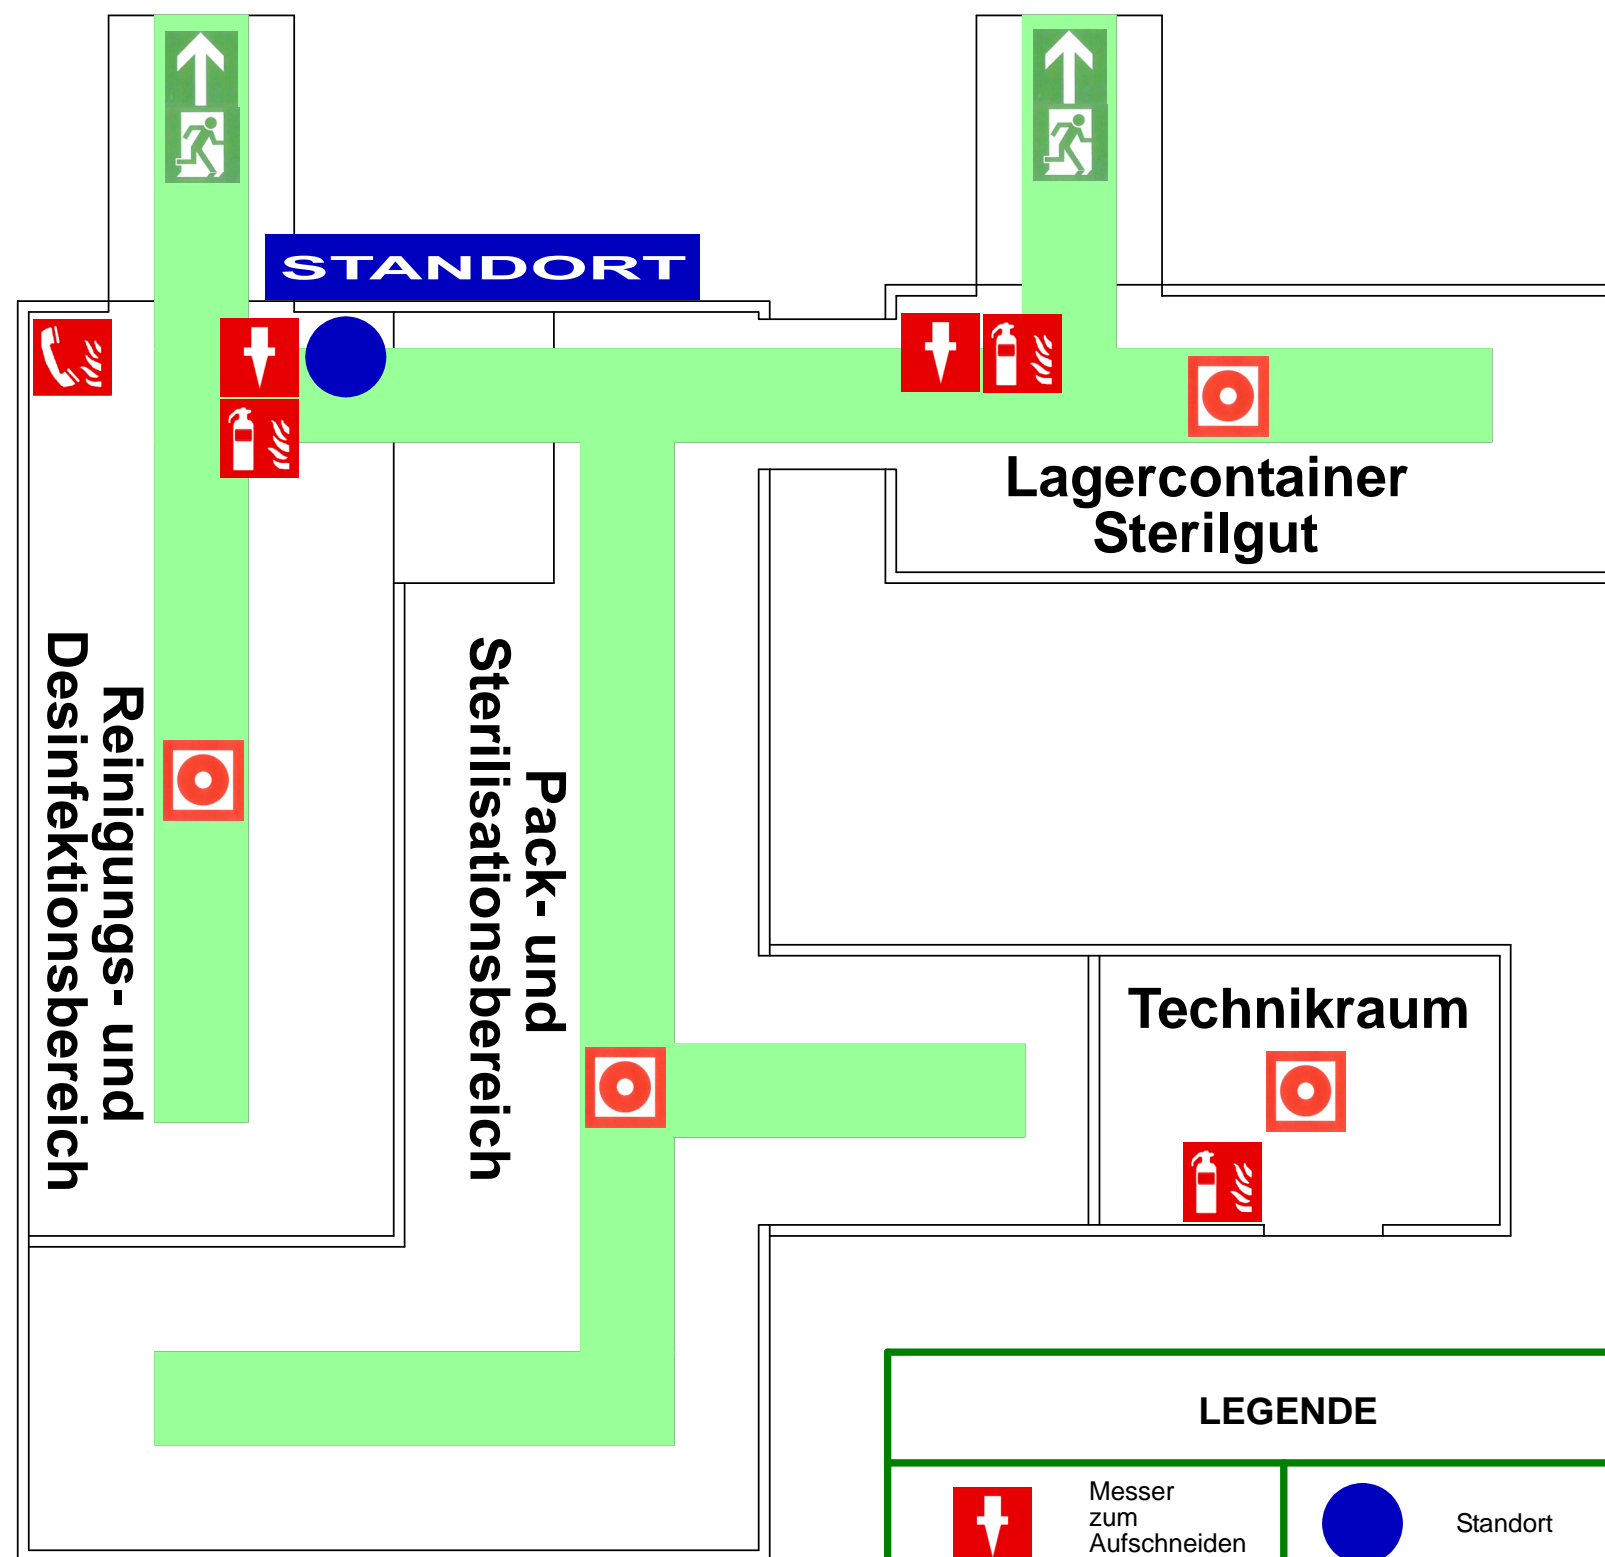 STANDORT
Lagercontainer
Sterilgut
Reinigungs- und
Desinfektionsbereich
Pack- und
Sterilisationsbereich
Technikraum
LEGENDE
Messer
zum
Aufschneiden
Standort